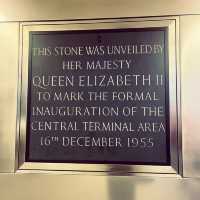 THIS STONE WAS UNVEILED BY
HER MAJESTY
QUEEN ELIZABETH II
TO MARK THE FORMAL
INAUGURATION OF THE
CENTRAL TERMINAL AREA
16TH DECEMBER 1955